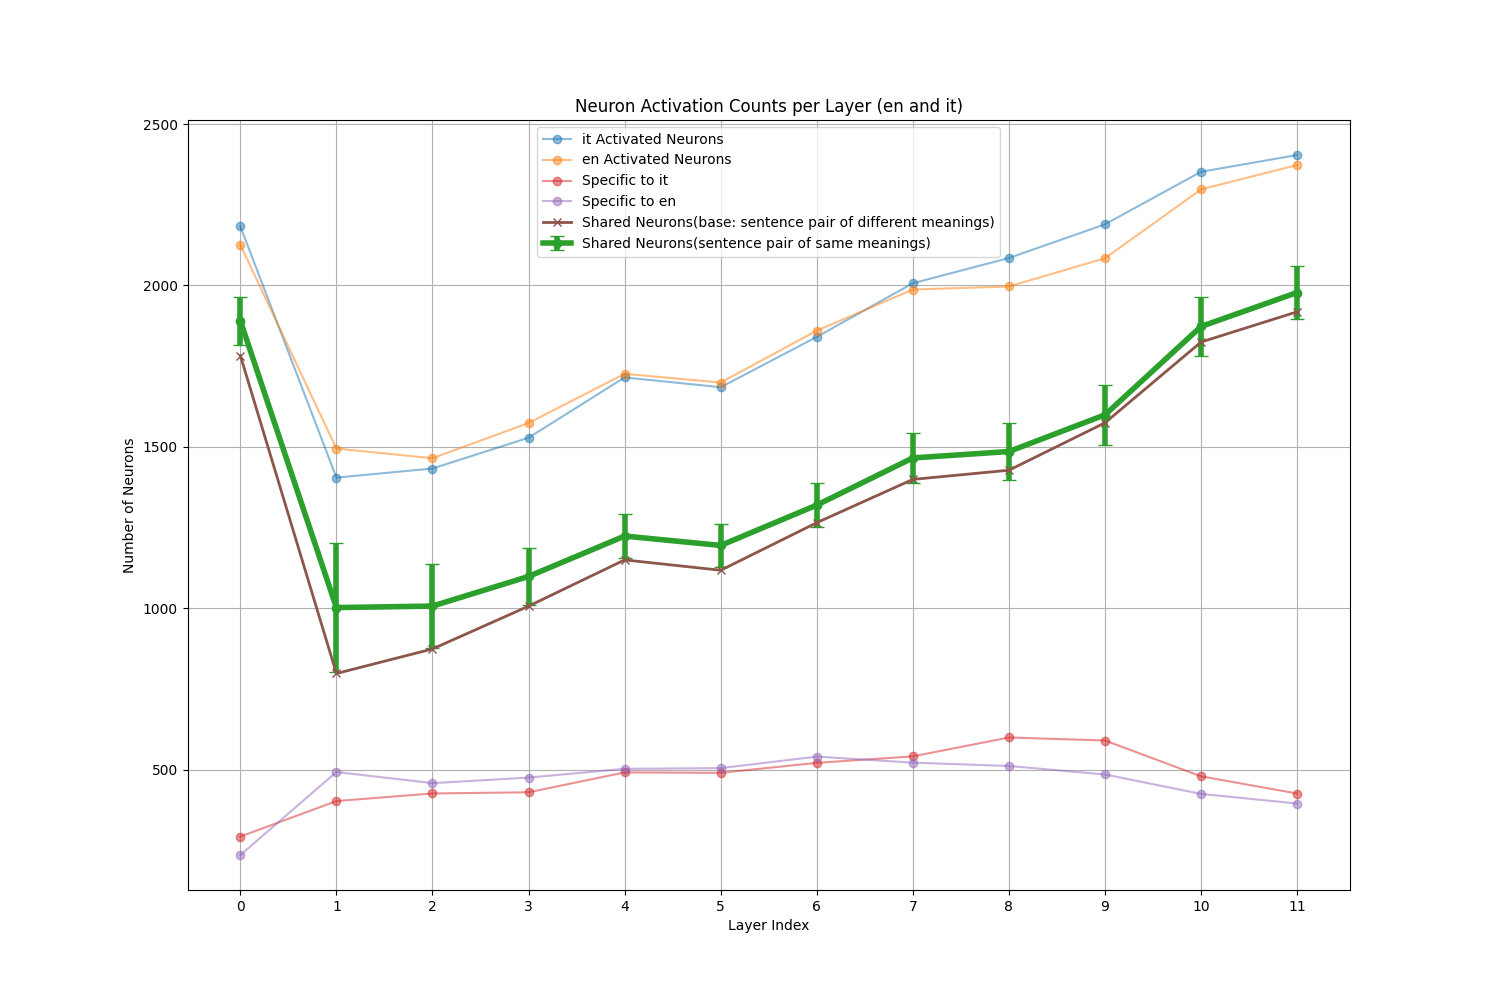 Neuron Activation Counts per Layer (en and it)
2500
2000
1500
1000
500
Number of Neurons
it Activated Neurons
en Activated Neurons
Specific to it
Specific to en
Shared Neurons(base: sentence pair of different meanings)
Shared Neurons(sentence pair of same meanings)
0 1 2 3 4 5 6 7 8 9 10 11
Layer Index